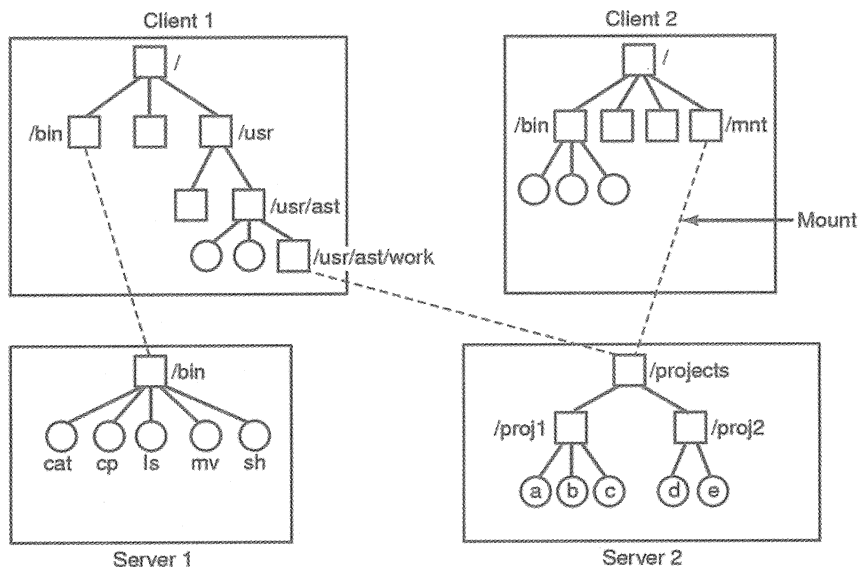 Client 1
/
/bin
/usr
/usr/ast
/usr/ast/work
Client 2
/
/bin
/mnt
Mount
/bin
cat cp ls mv sh
Server 1
/projects
/proj1
/proj2
a b c d e
Server 2